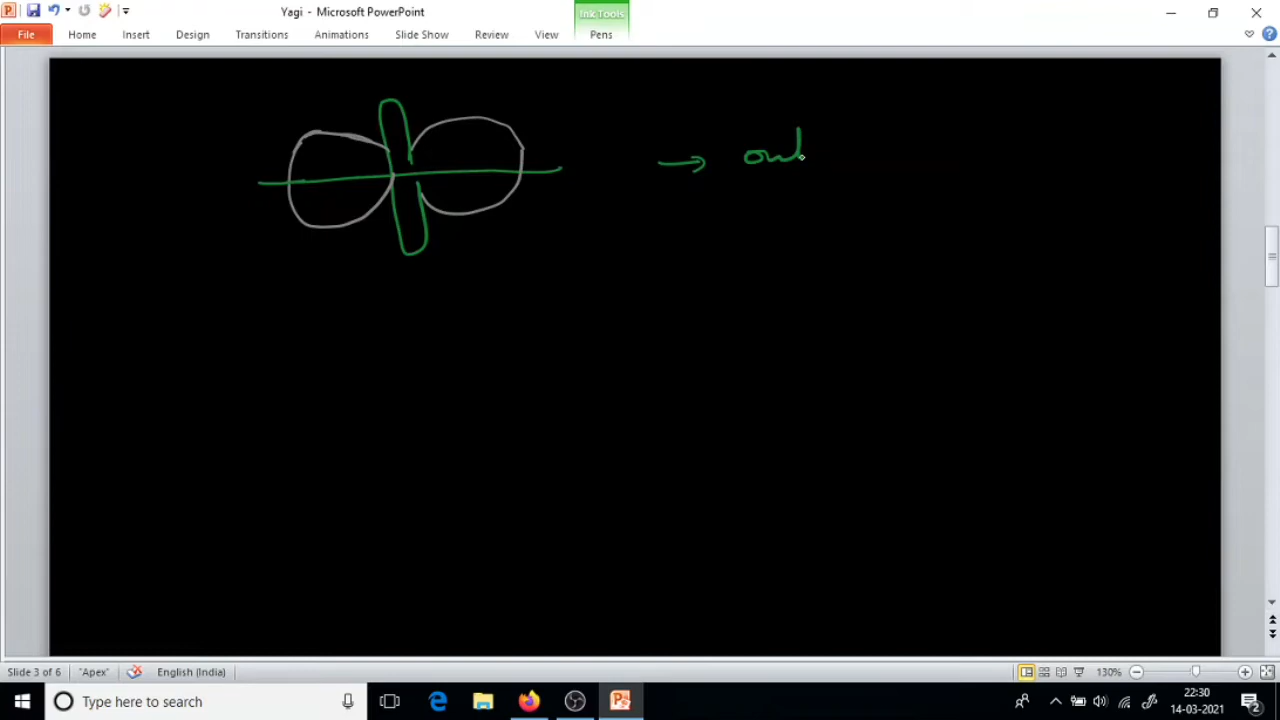 Yagi - Microsoft PowerPoint
Ink Tools
File Home Insert Design Transitions Animations Slide Show Review View Pens
Slide 3 of 6 "Apex" English (India) 130%
Type here to search
22:30
14-03-2021
2